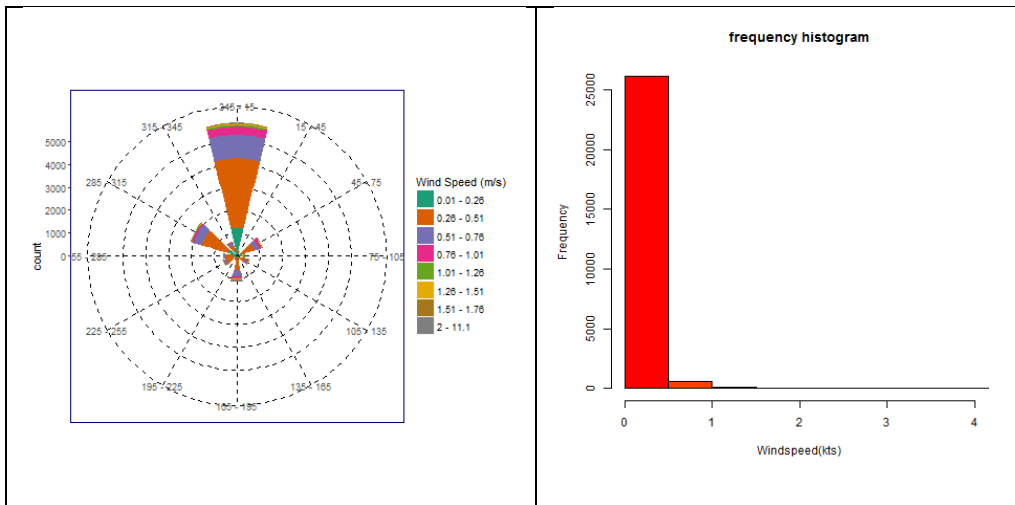 345 - 15
315 - 345
15 - 45
285 - 315
45 - 75
55 - 285
75 - 105
225 - 255
105 - 135
195 - 225
135 - 165
165 - 195
5000
4000
3000
2000
1000
0
count
Wind Speed (m/s)
0.01 - 0.26
0.26 - 0.51
0.51 - 0.76
0.76 - 1.01
1.01 - 1.26
1.26 - 1.51
1.51 - 1.76
2 - 11.1
frequency histogram
25000
20000
15000
10000
5000
0
Frequency
0 1 2 3 4
Windspeed(kts)